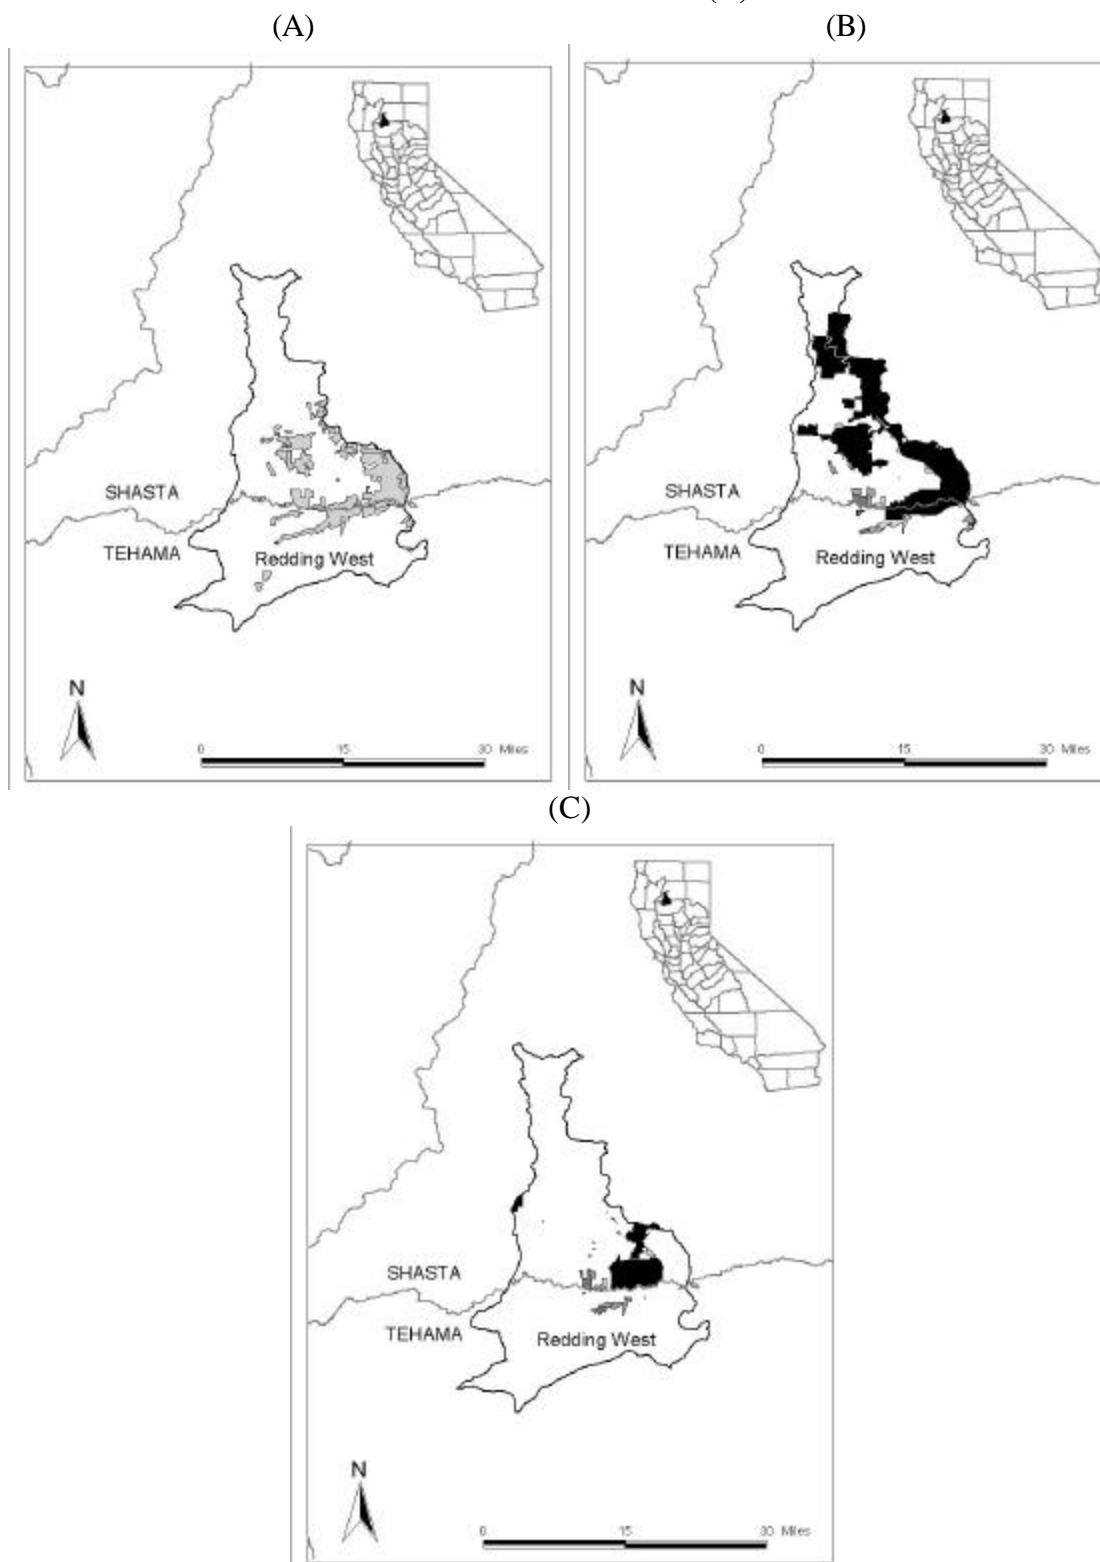 (A)
(B)
SHASTA
TEHAMA
Redding West
N
0 15 30 Miles
SHASTA
TEHAMA
Redding West
N
0 15 30 Miles
(C)
SHASTA
TEHAMA
Redding West
N
0 15 30 Miles